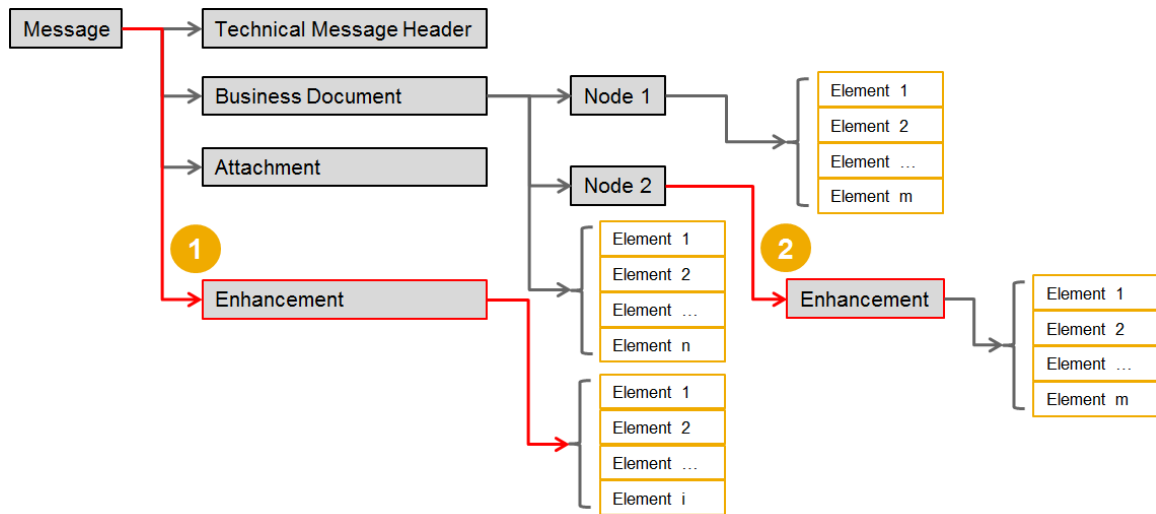 Message
Technical Message Header
Business Document
Node 1
Element 1
Element 2
Element ...
Element m
Attachment
Node 2
1
Element 1
Element 2
Element ...
Element n
2
Enhancement
Enhancement
Element 1
Element 2
Element ...
Element m
Element 1
Element 2
Element ...
Element i